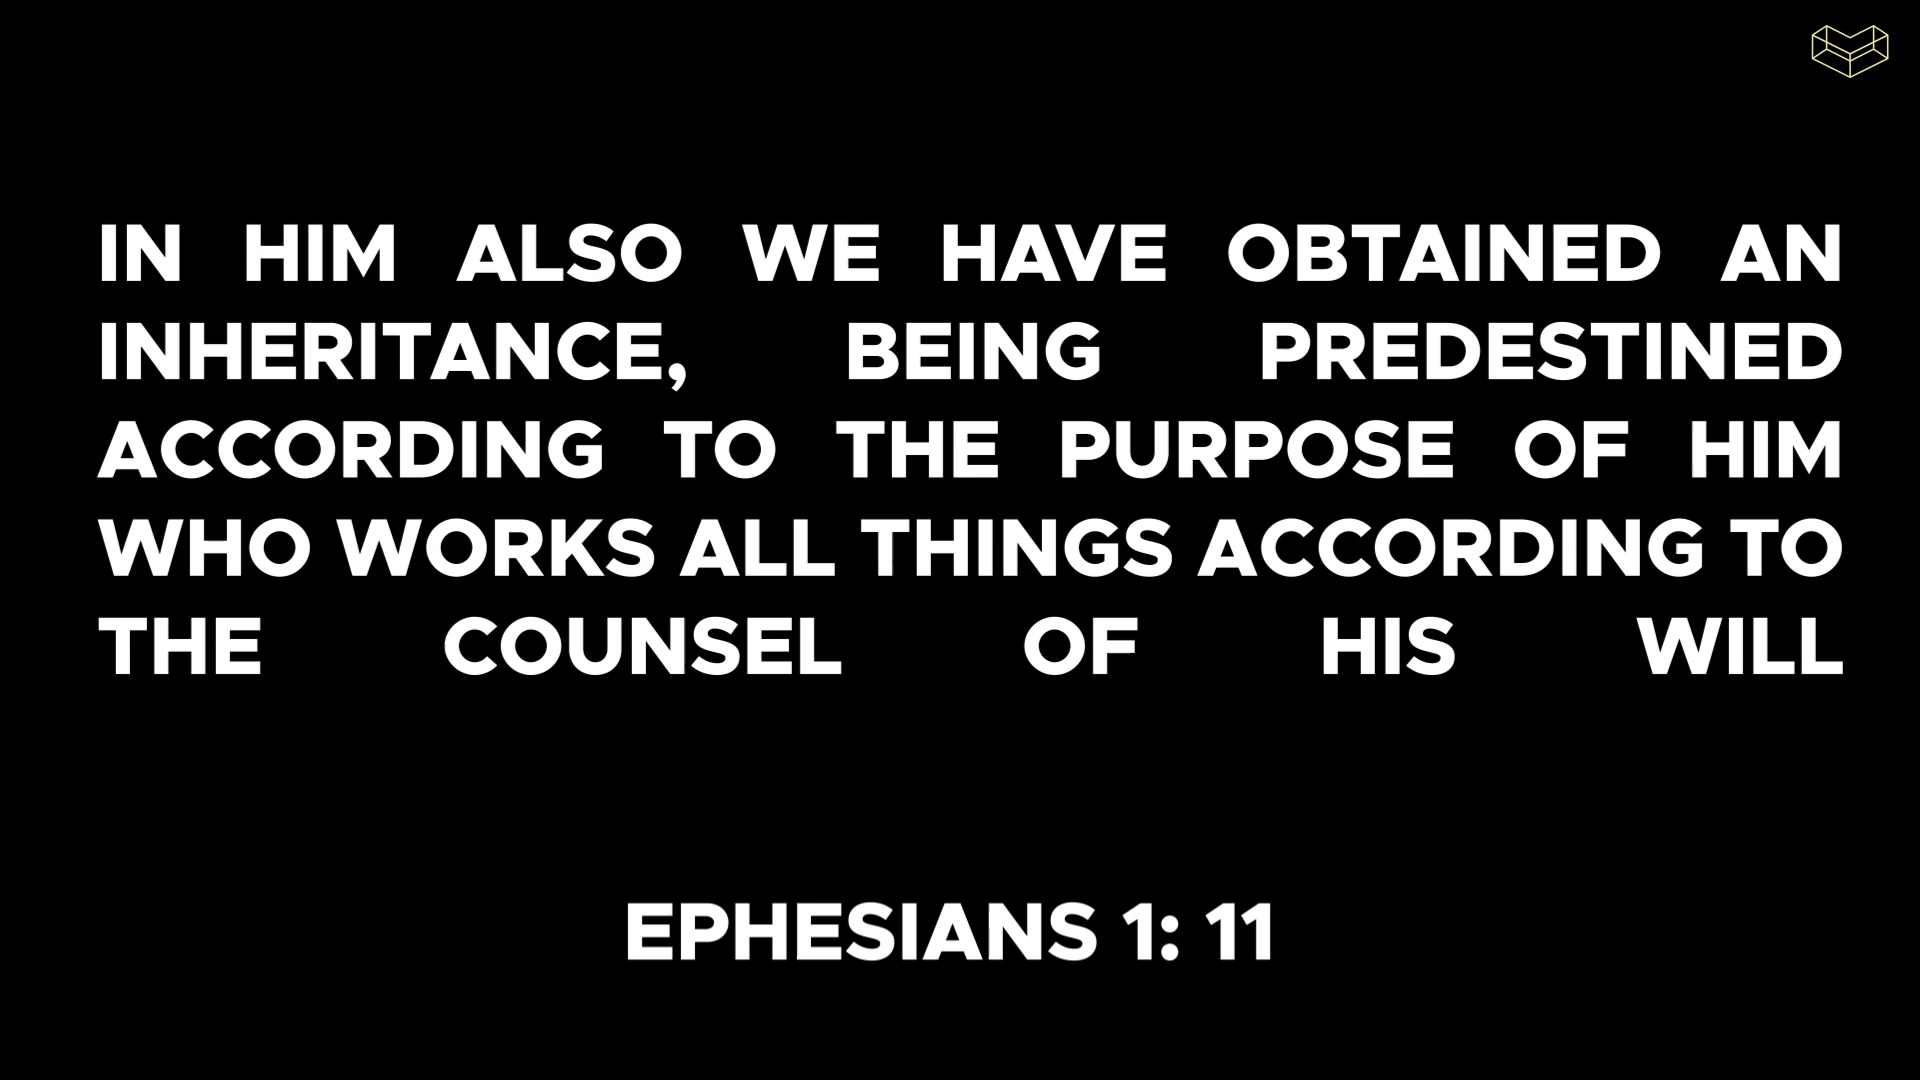 IN HIM ALSO WE HAVE OBTAINED AN
INHERITANCE, BEING PREDESTINED
ACCORDING TO THE PURPOSE OF HIM
WHO WORKS ALL THINGS ACCORDING TO
THE COUNSEL OF HIS WILL
EPHESIANS 1: 11